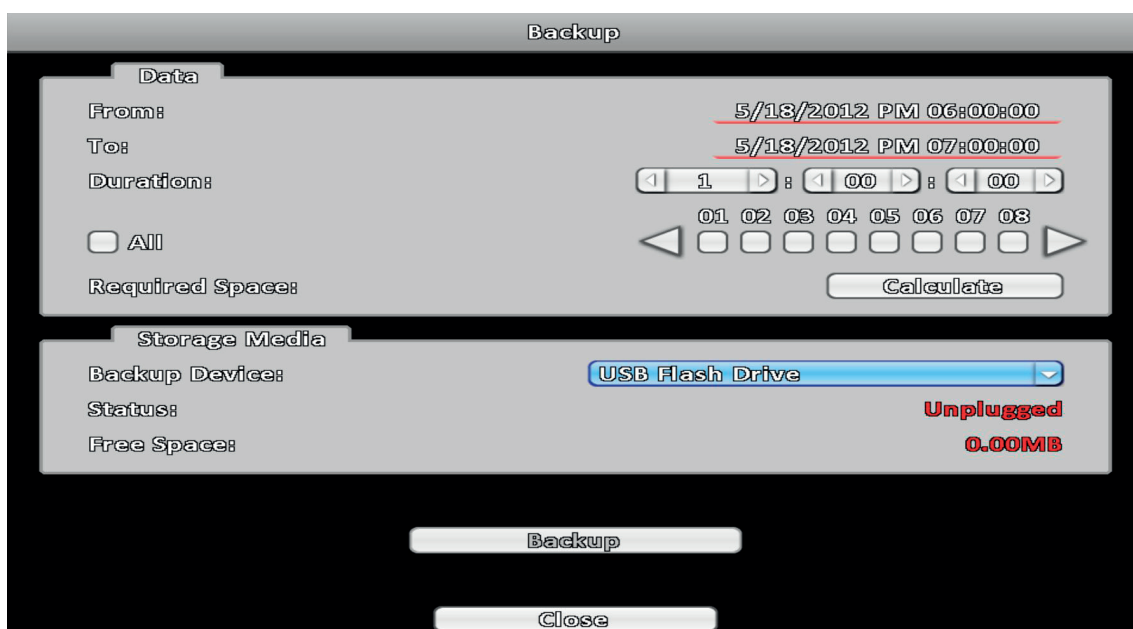 Backup
Data
From: 5/18/2012 PM 06:00:00
To: 5/18/2012 PM 07:00:00
Duration: 1 : 00 : 00
01 02 03 04 05 06 07 08
All
Required Space: Calculate
Storage Media
Backup Device: USB Flash Drive
Status: Unplugged
Free Space: 0.00MB
Backup
Close